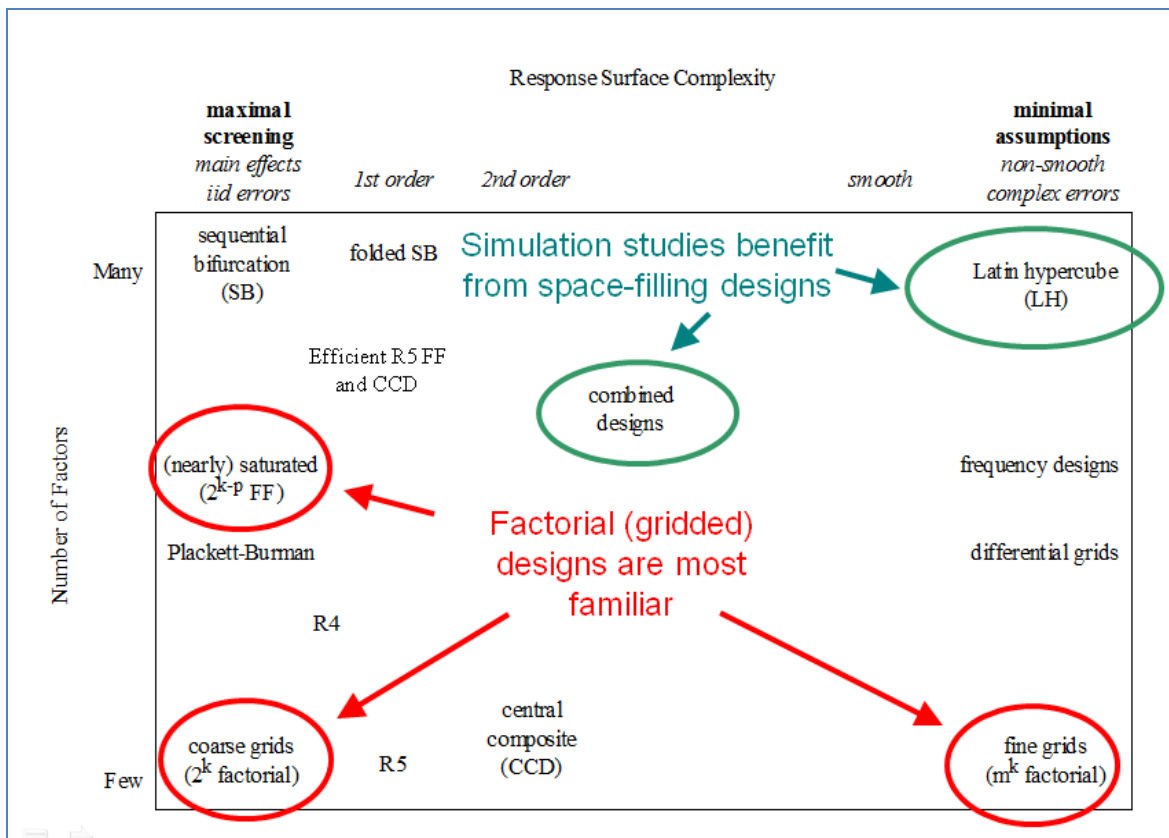 Response Surface Complexity
maximal
screening
main effects
iid errors
1st order
2nd order
smooth
minimal
assumptions
non-smooth
complex errors
Number of Factors
Many
sequential
bifurcation
(SB)
folded SB
Simulation studies benefit
from space-filling designs
Latin hypercube
(LH)
Efficient R5 FF
and CCD
combined
designs
(nearly) saturated
(2^k-p FF)
frequency designs
Factorial (gridded)
designs are most
familiar
Plackett-Burman
differential grids
R4
Few
coarse grids
(2^k factorial)
R5
central
composite
(CCD)
fine grids
(m^k factorial)